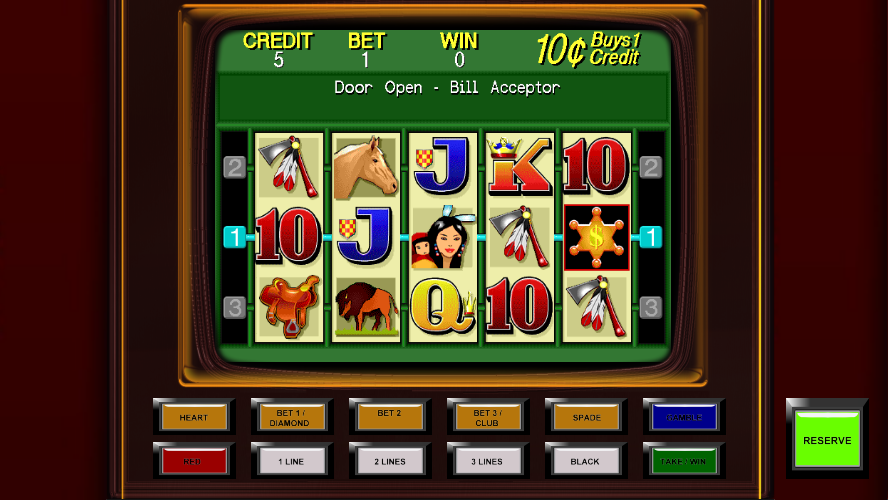 CREDIT BET WIN 10¢ Buys 1 Credit
5 1 0
Door Open - Bill Acceptor
2 J K 10 2
1 10 J $ 1
3 Q 10 3
HEART BET 1 / DIAMOND BET 2 BET 3 / CLUB SPADE GAMBLE
RED 1 LINE 2 LINES 3 LINES BLACK TAKE WIN
RESERVE